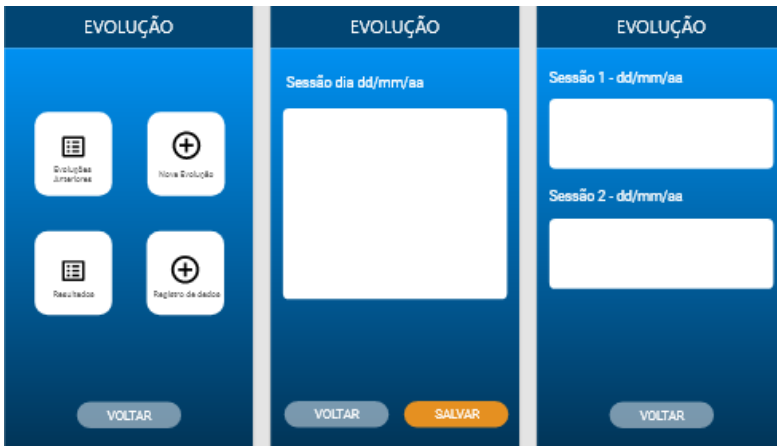 EVOLUÇÃO
Evoluções
Anteriores
Nova Evolução
Resultados
Registro de dados
VOLTAR
EVOLUÇÃO
Sessão dia dd/mm/aa
VOLTAR
SALVAR
EVOLUÇÃO
Sessão 1 - dd/mm/aa
Sessão 2 - dd/mm/aa
VOLTAR